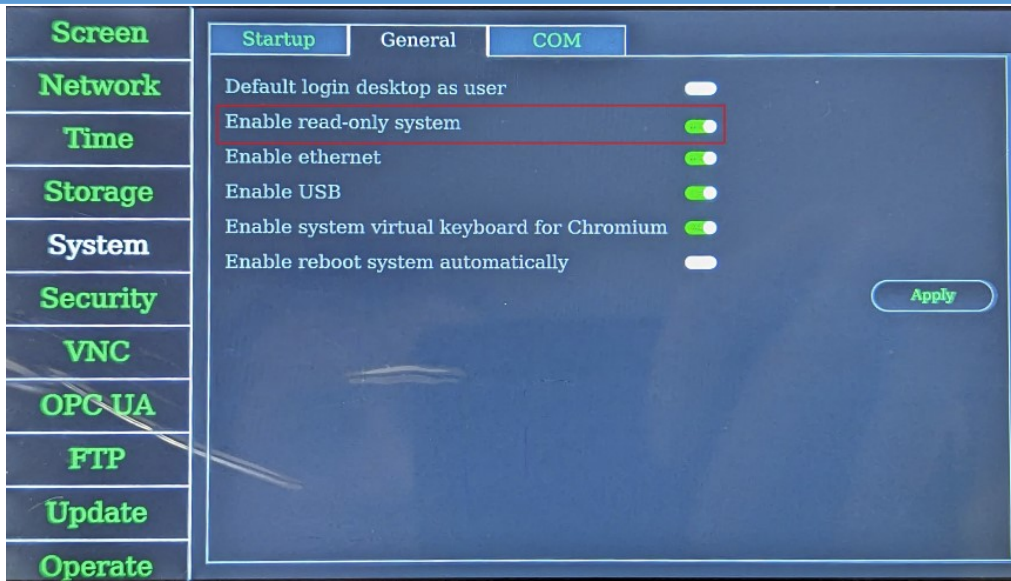 Screen
Network
Time
Storage
System
Security
VNC
OPC UA
FTP
Update
Operate
Startup
General
COM
Default login desktop as user
Enable read-only system
Enable ethernet
Enable USB
Enable system virtual keyboard for Chromium
Enable reboot system automatically
Apply